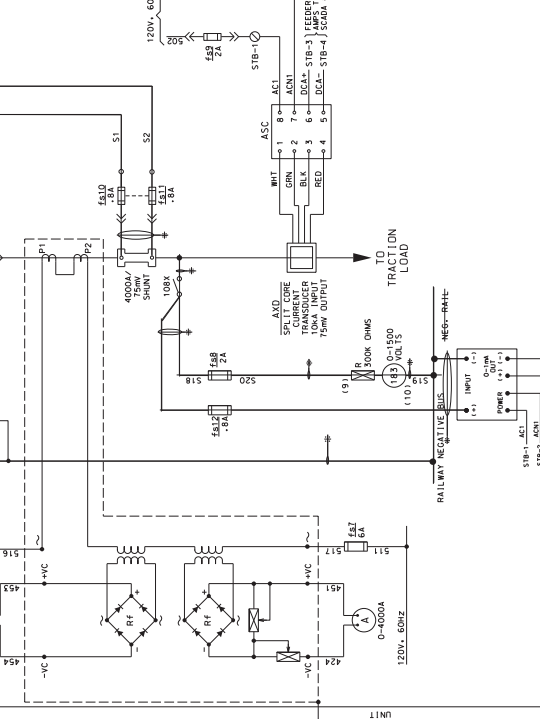 120V, 60
502
fs9
2A
STB-1
AC1
ACN1
DCA+
DCA-
STB-3
STB-4
FEEDER
AMPS T
SCADA
ASC
8
7
6
5
1
2
3
4
WHT
GRN
BLK
RED
S1
S2
fs10
.8A
fs11
.8A
P1
P2
4000A/
75mV
SHUNT
108X
AXD
SPLIT CORE
CURRENT
TRANSDUCER
10kA INPUT
75mV OUTPUT
TO
TRACTION
LOAD
S18
fs8
2A
S20
(9)
R
300K OHMS
183
0-1500
VOLTS
(10)
S19
NEG. RAIL
fs12
.8A
RAILWAY NEGATIVE BUS
INPUT
(+)
(-)
0-1mA
OUT
(+) (-)
POWER
AC1
STB-1
ACN1
STB-2
516
453
+VC
454
-VC
Rf
+
-
Rf
+
-
517
fs7
6A
511
+VC
451
-VC
424
A
0-4000A
120V, 60Hz
UNIT